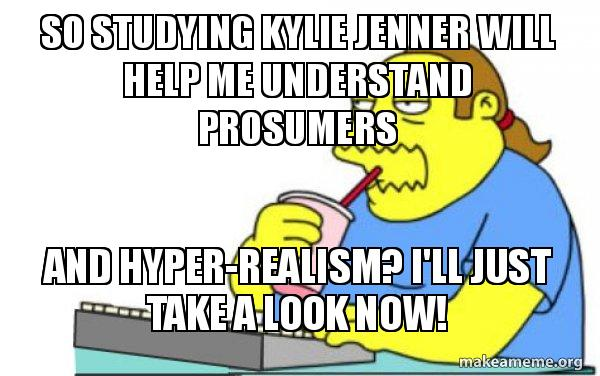 SO STUDYING KYLIE JENNER WILL
HELP ME UNDERSTAND
PROSUMERS
AND HYPER-REALISM? I'LL JUST
TAKE A LOOK NOW!
makeameme.org